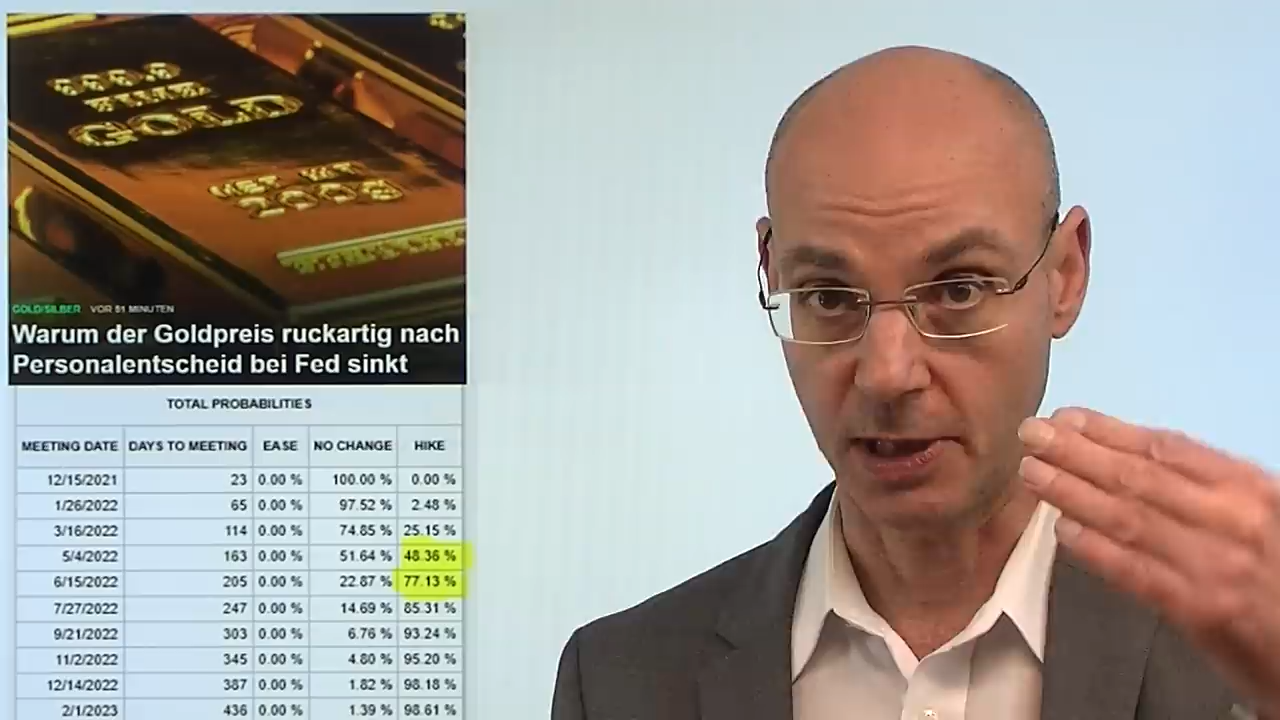 999.9
FINE
GOLD
NET WT
GOLD/SILBER VOR 51 MINUTEN
Warum der Goldpreis ruckartig nach
Personalentscheid bei Fed sinkt
TOTAL PROBABILITIES
MEETING DATE DAYS TO MEETING EASE NO CHANGE HIKE
12/15/2021 23 0.00 % 100.00 % 0.00 %
1/26/2022 65 0.00 % 97.52 % 2.48 %
3/16/2022 114 0.00 % 74.85 % 25.15 %
5/4/2022 163 0.00 % 51.64 % 48.36 %
6/15/2022 205 0.00 % 22.87 % 77.13 %
7/27/2022 247 0.00 % 14.69 % 85.31 %
9/21/2022 303 0.00 % 6.76 % 93.24 %
11/2/2022 345 0.00 % 4.80 % 95.20 %
12/14/2022 387 0.00 % 1.82 % 98.18 %
2/1/2023 436 0.00 % 1.39 % 98.61 %